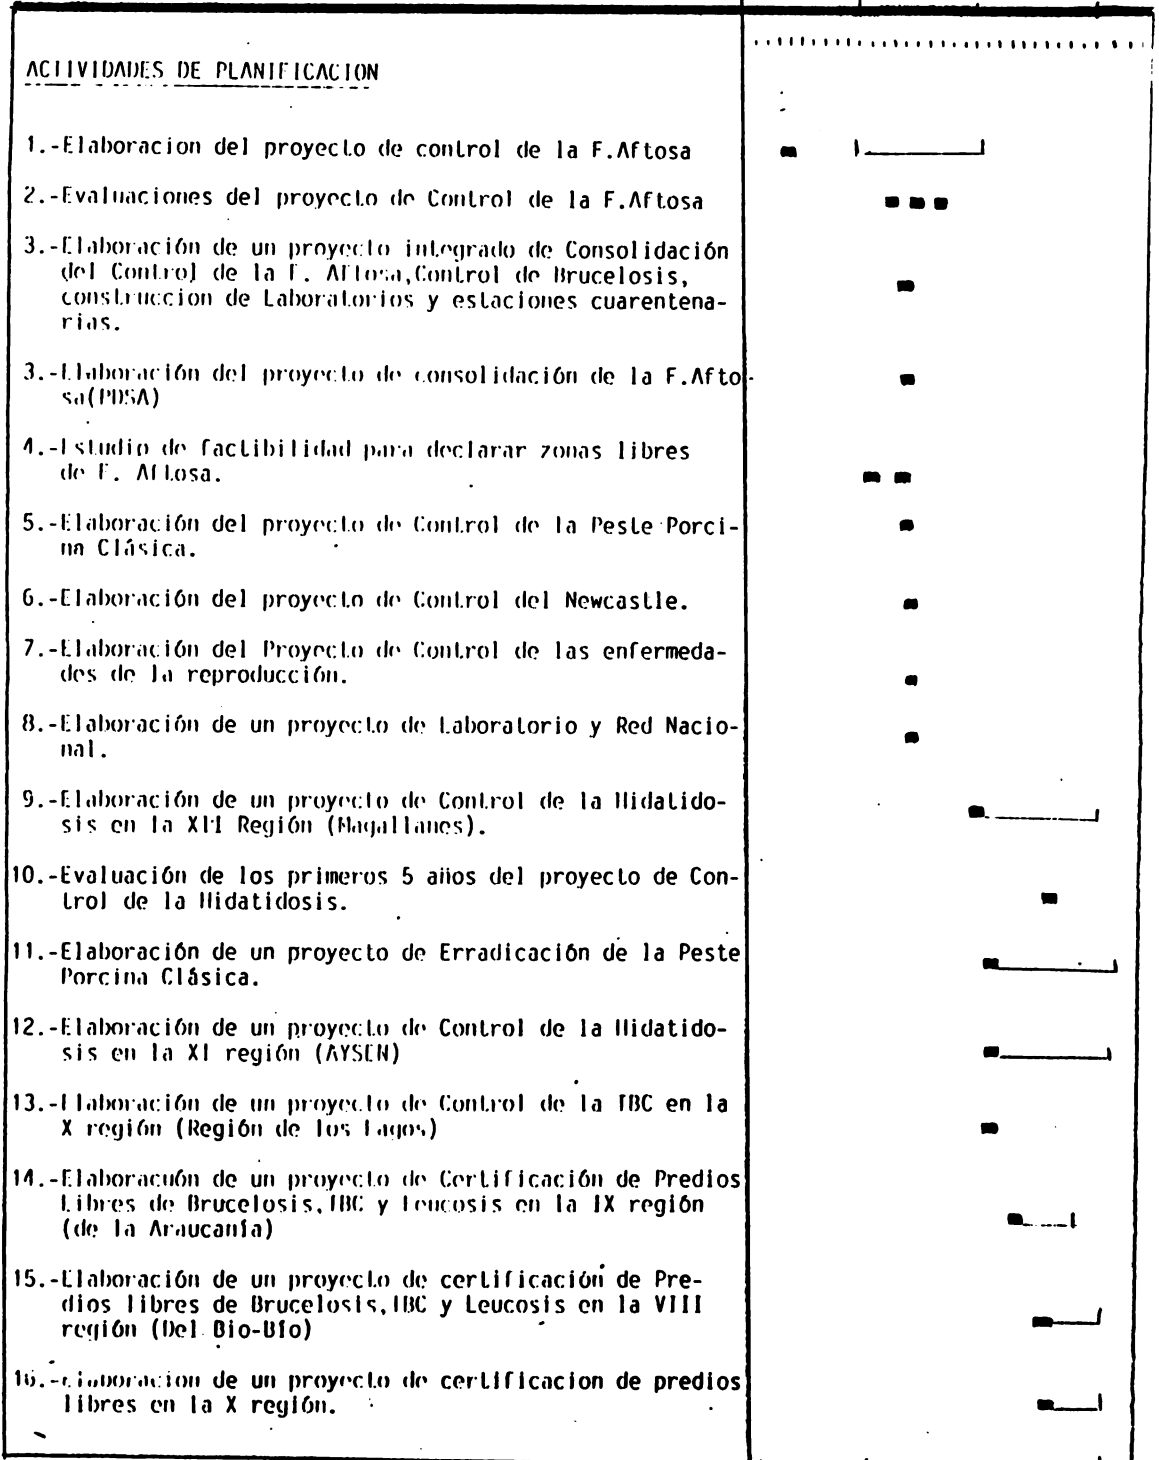 ACTIVIDADES DE PLANIFICACION
1.-Elaboracion del proyecto de control de la F.Aftosa
2.-Evaluaciones del proyecto de Control de la F.Aftosa
3.-Elaboración de un proyecto integrado de Consolidación
del Control de la F. Aftosa,Control de Brucelosis,
construccion de Laboratorios y estaciones cuarentena-
rias.
3.-Elaboración del proyecto de consolidación de la F.Afto-
sa(PDSA)
4.-Estudio de factibilidad para declarar zonas libres
de F. Aftosa.
5.-Elaboración del proyecto de Control de la Peste Porci-
na Clásica.
6.-Elaboración del proyecto de Control del Newcastle.
7.-Elaboración del Proyecto de Control de las enfermeda-
des de la reproducción.
8.-Elaboración de un proyecto de Laboratorio y Red Nacio-
nal.
9.-Elaboración de un proyecto de Control de la Hidatido-
sis en la XII Región (Magallanes).
10.-Evaluación de los primeros 5 años del proyecto de Con-
trol de la Hidatidosis.
11.-Elaboración de un proyecto de Erradicación de la Peste
Porcina Clásica.
12.-Elaboración de un proyecto de Control de la Hidatido-
sis en la XI región (AYSEN)
13.-Elaboración de un proyecto de Control de la TBC en la
X región (Región de los Lagos)
14.-Elaboracuón de un proyecto de Certificación de Predios
Libres de Brucelosis,TBC y Leucosis en la IX región
(de la Araucanía)
15.-Elaboración de un proyecto de certificación de Pre-
dios libres de Brucelosis,TBC y Leucosis en la VIII
región (Del Bio-Bío)
16.-Elaboracion de un proyecto de certificacion de predios
libres en la X región.